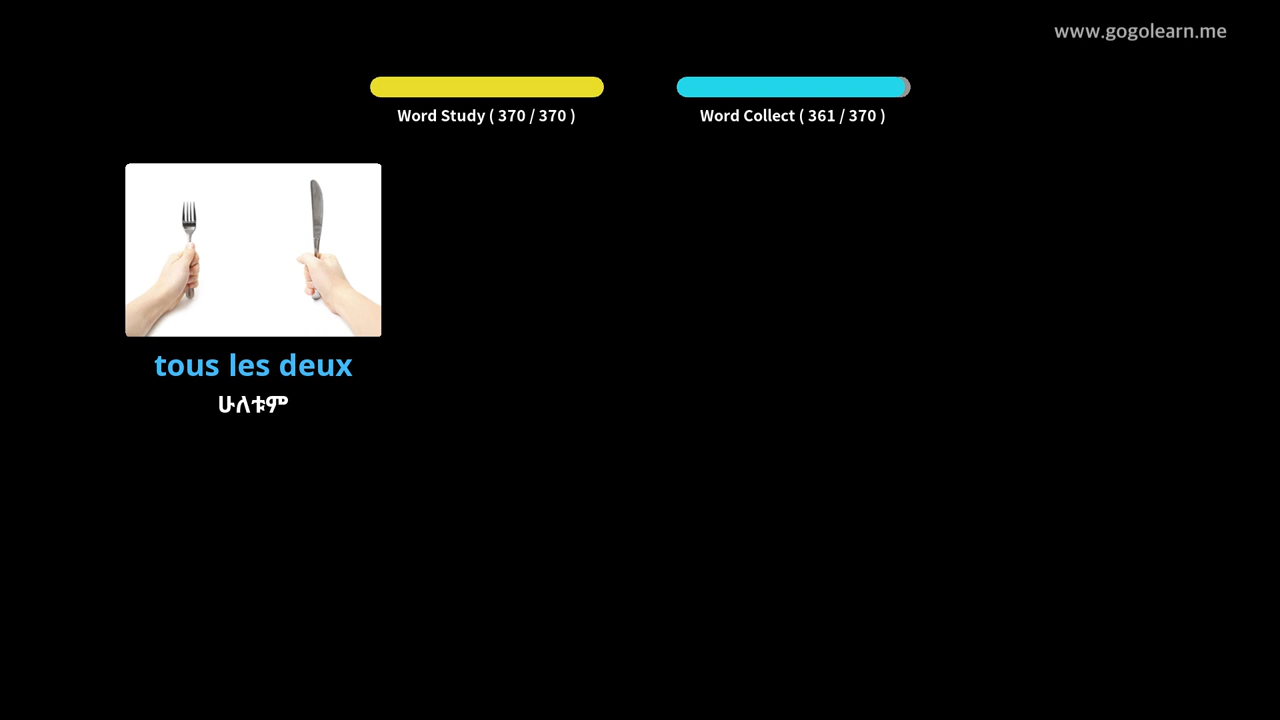 www.gogolearn.me
Word Study ( 370 / 370 )
Word Collect ( 361 / 370 )
tous les deux
ሁለቱም